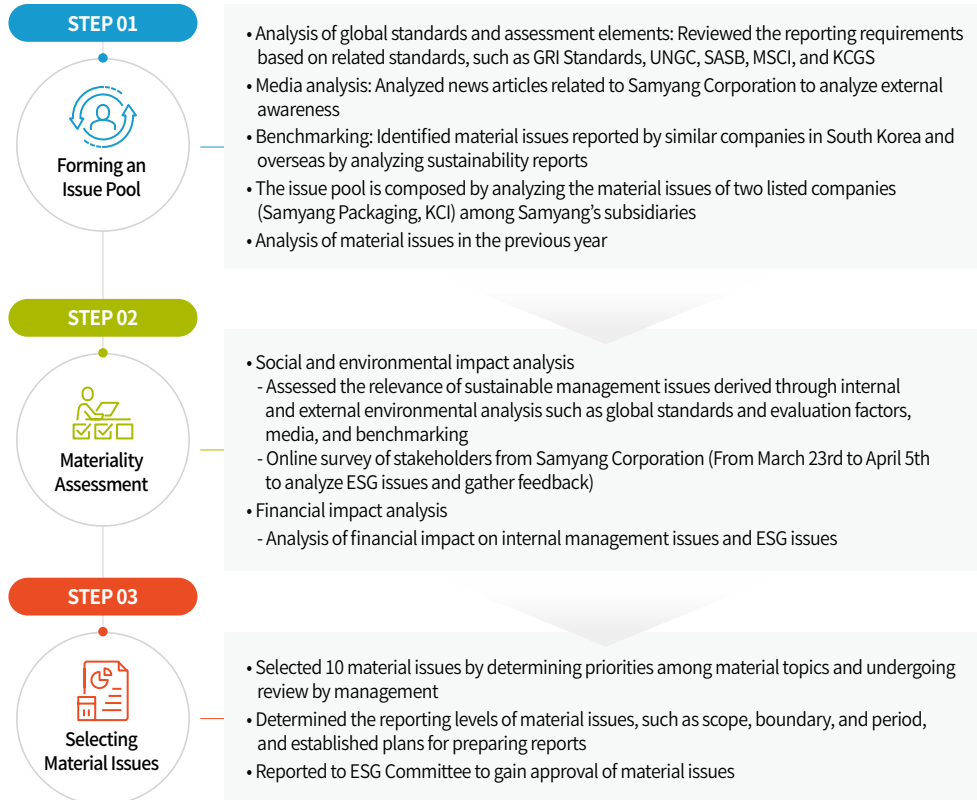 STEP 01
Forming an
Issue Pool
• Analysis of global standards and assessment elements: Reviewed the reporting requirements
based on related standards, such as GRI Standards, UNGC, SASB, MSCI, and KCGS
• Media analysis: Analyzed news articles related to Samyang Corporation to analyze external
awareness
• Benchmarking: Identified material issues reported by similar companies in South Korea and
overseas by analyzing sustainability reports
• The issue pool is composed by analyzing the material issues of two listed companies
(Samyang Packaging, KCI) among Samyang's subsidiaries
• Analysis of material issues in the previous year
STEP 02
Materiality
Assessment
• Social and environmental impact analysis
- Assessed the relevance of sustainable management issues derived through internal
and external environmental analysis such as global standards and evaluation factors,
media, and benchmarking
- Online survey of stakeholders from Samyang Corporation (From March 23rd to April 5th
to analyze ESG issues and gather feedback)
• Financial impact analysis
- Analysis of financial impact on internal management issues and ESG issues
STEP 03
Selecting
Material Issues
• Selected 10 material issues by determining priorities among material topics and undergoing
review by management
• Determined the reporting levels of material issues, such as scope, boundary, and period,
and established plans for preparing reports
• Reported to ESG Committee to gain approval of material issues